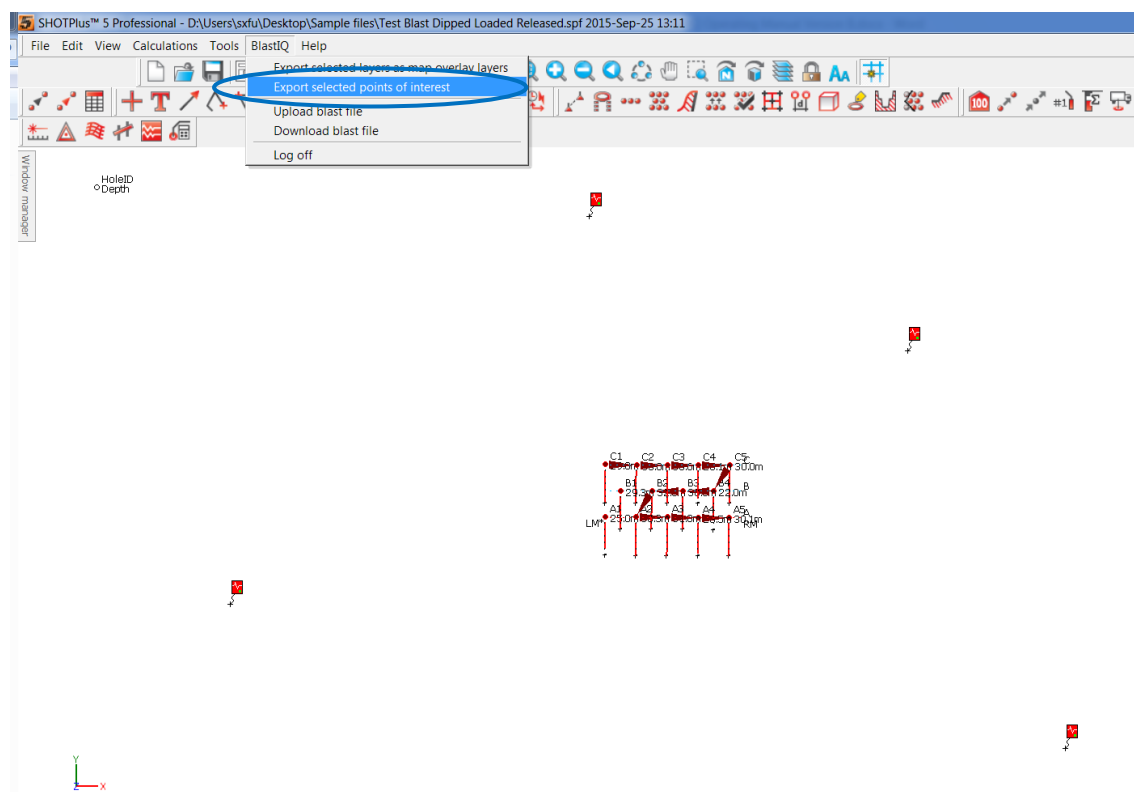 SHOTPlus™ 5 Professional - D:\Users\sxfu\Desktop\Sample files\Test Blast Dipped Loaded Released.spf 2015-Sep-25 13:11
File Edit View Calculations Tools BlastIQ Help
Export selected layers as map overlay layers
Export selected points of interest
Upload blast file
Download blast file
Log off
Window manager
HoleID
Depth
C1 C2 C3 C4 C5 C
30.0m
B1 B2 B3 B4 B
22.0m
A1 A2 A3 A4 A5 A
LM 25.0m 30.1m RM
Y
Z X